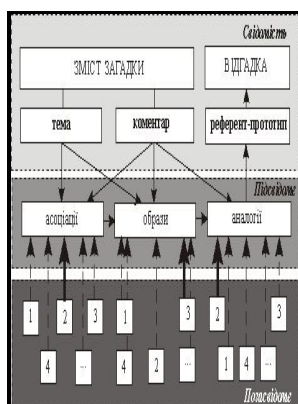 Свідомість
ЗМІСТ ЗАГАДКИ
ВІДГАДКА
тема
коментар
референт-прототип
Підсвідоме
асоціації
образи
аналогії
1
2
3
1
3
2
3
4
...
4
2
...
1
4
...
Позасвідоме